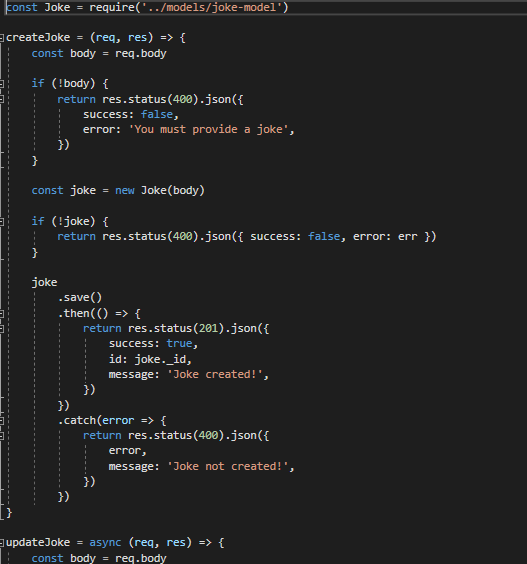 const Joke = require('../models/joke-model')
createJoke = (req, res) => {
const body = req.body
if (!body) {
return res.status(400).json({
success: false,
error: 'You must provide a joke',
})
}
const joke = new Joke(body)
if (!joke) {
return res.status(400).json({ success: false, error: err })
}
joke
.save()
.then(() => {
return res.status(201).json({
success: true,
id: joke._id,
message: 'Joke created!',
})
})
.catch(error => {
return res.status(400).json({
error,
message: 'Joke not created!',
})
})
}
updateJoke = async (req, res) => {
const body = req.body